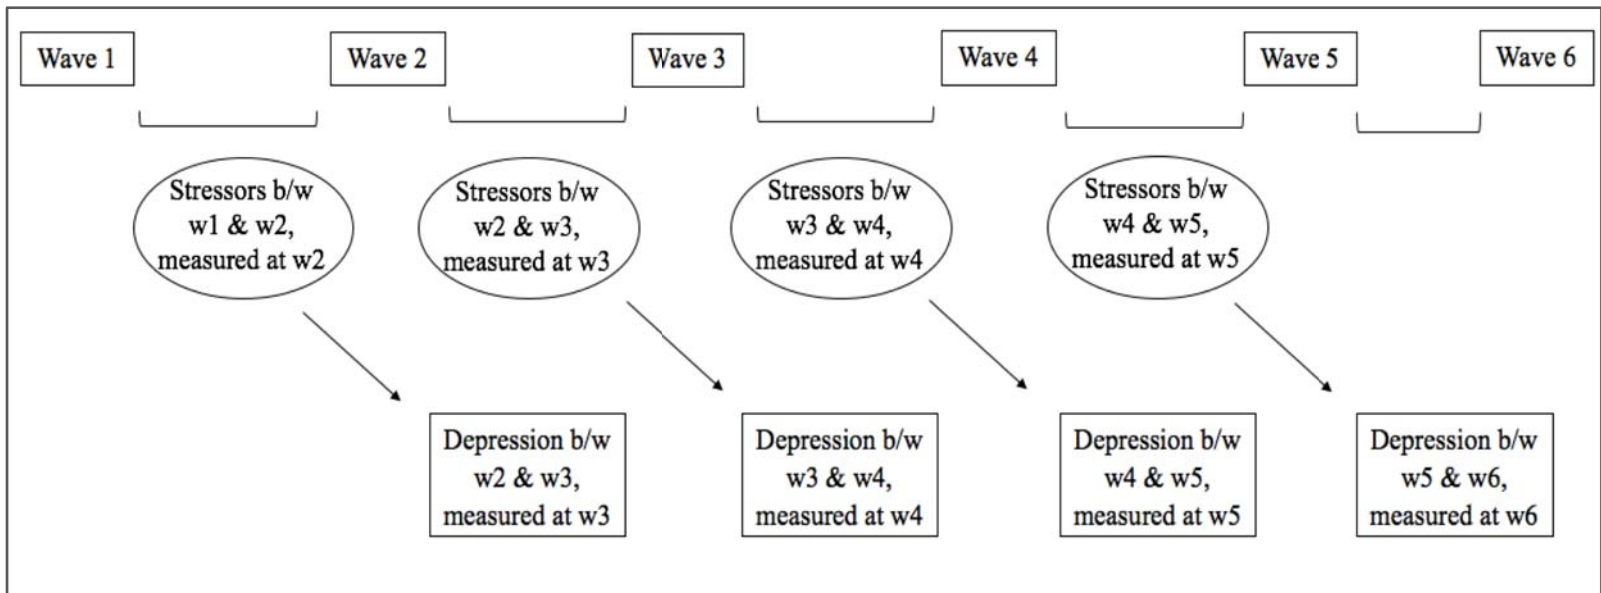 Wave 1
Wave 2
Wave 3
Wave 4
Wave 5
Wave 6
Stressors b/w
w1 & w2,
measured at w2
Stressors b/w
w2 & w3,
measured at w3
Stressors b/w
w3 & w4,
measured at w4
Stressors b/w
w4 & w5,
measured at w5
Depression b/w
w2 & w3,
measured at w3
Depression b/w
w3 & w4,
measured at w4
Depression b/w
w4 & w5,
measured at w5
Depression b/w
w5 & w6,
measured at w6